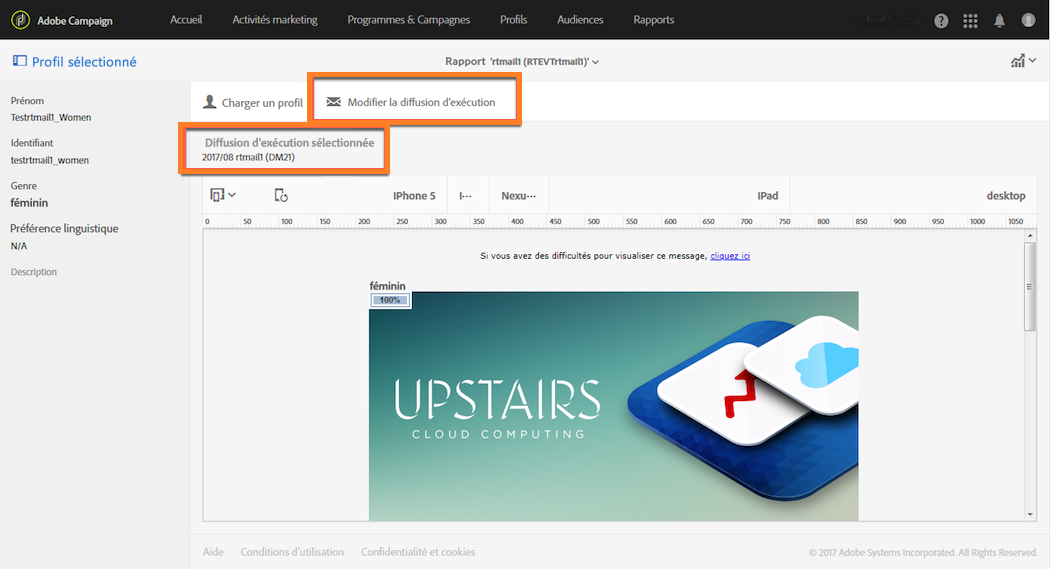 Adobe Campaign Accueil Activités marketing Programmes & Campagnes Profils Audiences Rapports ?
Profil sélectionné Rapport 'rtmail1 (RTEVTrtmail1)'
Prénom
Testrtmail1_Women
Identifiant
testrtmail1_women
Genre
féminin
Préférence linguistique
N/A
Description
Charger un profil Modifier la diffusion d'exécution
Diffusion d'exécution sélectionnée
2017/08 rtmail1 (DM21)
IPhone 5 I··· Nexu··· IPad desktop
0 50 100 150 200 250 300 350 400 450 500 550 600 650 700 750 800 850 900 950 1000 1050
Si vous avez des difficultés pour visualiser ce message, cliquez ici
féminin
100%
UPSTAIRS
CLOUD COMPUTING
Aide Conditions d'utilisation Confidentialité et cookies © 2017 Adobe Systems Incorporated. All Rights Reserved.